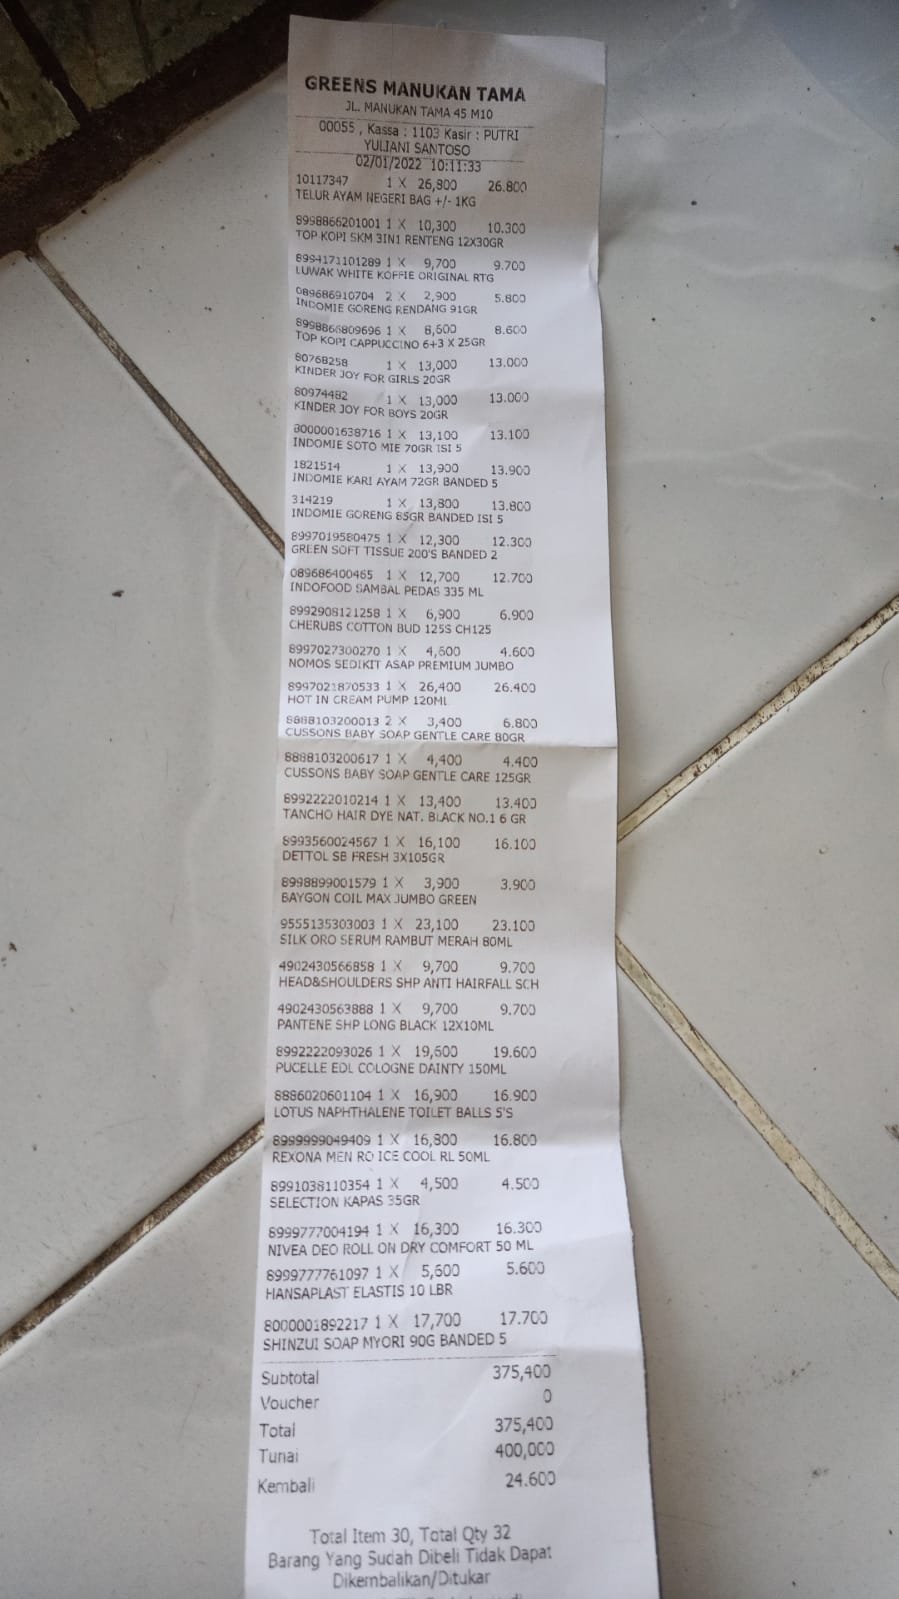 GREENS MANUKAN TAMA
JL. MANUKAN TAMA 45 M10
00055 , Kassa : 1103 Kasir : PUTRI
YULIANI SANTOSO
02/01/2022 10:11:33
10117347 1 X 26,800 26.800
TELUR AYAM NEGERI BAG +/- 1KG
8998866201001 1 X 10,300 10.300
TOP KOPI SKM 3IN1 RENTENG 12X30GR
8994171101289 1 X 9,700 9.700
LUWAK WHITE KOFFIE ORIGINAL RTG
089686910704 2 X 2,900 5.800
INDOMIE GORENG RENDANG 91GR
8998866809696 1 X 8,600 8.600
TOP KOPI CAPPUCCINO 6+3 X 25GR
80768258 1 X 13,000 13.000
KINDER JOY FOR GIRLS 20GR
80974482 1 X 13,000 13.000
KINDER JOY FOR BOYS 20GR
8000001638716 1 X 13,100 13.100
INDOMIE SOTO MIE 70GR ISI 5
1821514 1 X 13,900 13.900
INDOMIE KARI AYAM 72GR BANDED 5
314219 1 X 13,800 13.800
INDOMIE GORENG 85GR BANDED ISI 5
8997019580475 1 X 12,300 12.300
GREEN SOFT TISSUE 200'S BANDED 2
089686400465 1 X 12,700 12.700
INDOFOOD SAMBAL PEDAS 335 ML
8992908121258 1 X 6,900 6.900
CHERUBS COTTON BUD 125S CH125
8997027300270 1 X 4,600 4.600
NOMOS SEDIKIT ASAP PREMIUM JUMBO
8997021870533 1 X 26,400 26.400
HOT IN CREAM PUMP 120ML
8888103200013 2 X 3,400 6.800
CUSSONS BABY SOAP GENTLE CARE 80GR
8888103200617 1 X 4,400 4.400
CUSSONS BABY SOAP GENTLE CARE 125GR
8992222010214 1 X 13,400 13.400
TANCHO HAIR DYE NAT. BLACK NO.1 6 GR
8993560024567 1 X 16,100 16.100
DETTOL SB FRESH 3X105GR
8998899001579 1 X 3,900 3.900
BAYGON COIL MAX JUMBO GREEN
9555135303003 1 X 23,100 23.100
SILK ORO SERUM RAMBUT MERAH 80ML
4902430566858 1 X 9,700 9.700
HEAD&SHOULDERS SHP ANTI HAIRFALL SCH
4902430563888 1 X 9,700 9.700
PANTENE SHP LONG BLACK 12X10ML
8992222093026 1 X 19,600 19.600
PUCELLE EDL COLOGNE DAINTY 150ML
8886020601104 1 X 16,900 16.900
LOTUS NAPHTHALENE TOILET BALLS 5'S
8999999049409 1 X 16,800 16.800
REXONA MEN RO ICE COOL RL 50ML
8991038110354 1 X 4,500 4.500
SELECTION KAPAS 35GR
8999777004194 1 X 16,300 16.300
NIVEA DEO ROLL ON DRY COMFORT 50 ML
8999777761097 1 X 5,600 5.600
HANSAPLAST ELASTIS 10 LBR
8000001892217 1 X 17,700 17.700
SHINZUI SOAP MYORI 90G BANDED 5
Subtotal 375,400
Voucher 0
Total 375,400
Tunai 400,000
Kembali 24.600
Total Item 30, Total Qty 32
Barang Yang Sudah Dibeli Tidak Dapat
Dikembalikan/Ditukar